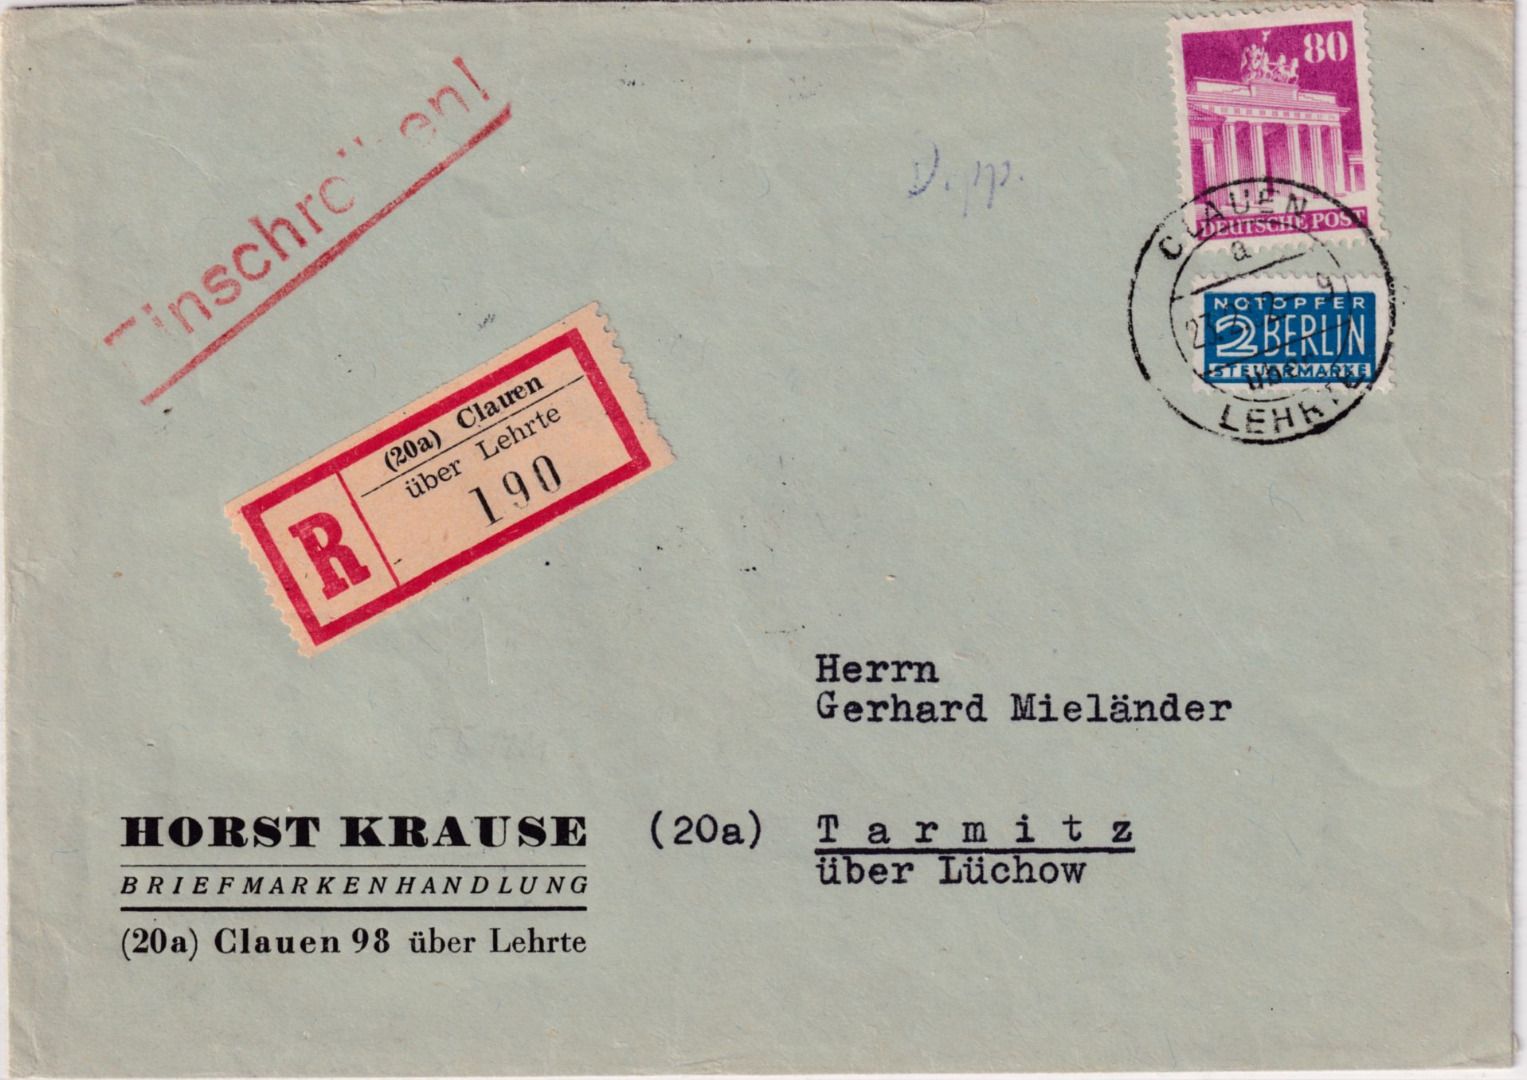 Einschreiben!
80
DEUTSCHE POST
CLAUEN
a
über
LEHRTE
NOTOPFER
2 BERLIN
STEUERMARKE
(20a) Clauen
über Lehrte
190
R
Herrn
Gerhard Mieländer
(20a) Tarmitz
über Lüchow
HORST KRAUSE
BRIEFMARKENHANDLUNG
(20a) Clauen 98 über Lehrte